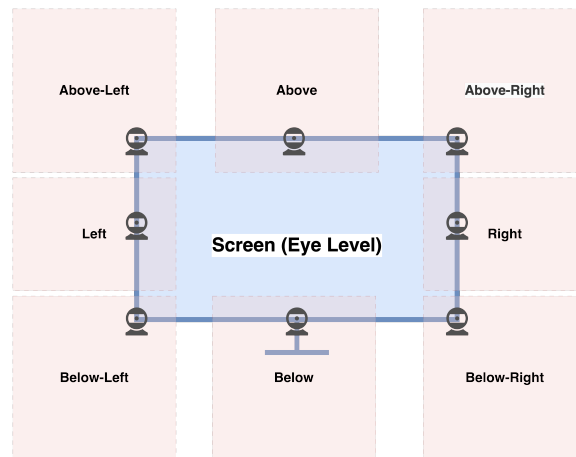 Above-Left
Above
Above-Right
Left
Screen (Eye Level)
Right
Below-Left
Below
Below-Right